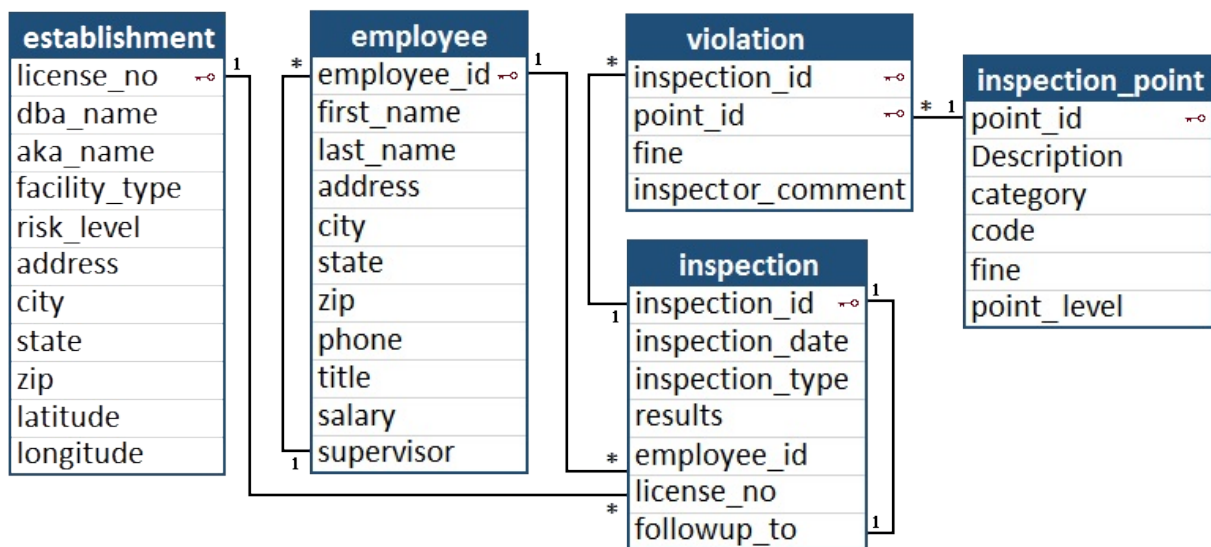 establishment
license_no
dba_name
aka_name
facility_type
risk_level
address
city
state
zip
latitude
longitude
1
*
employee
employee_id
first_name
last_name
address
city
state
zip
phone
title
salary
supervisor
*
1
1
violation
inspection_id
point_id
fine
inspector_comment
*
* 1
inspection_point
point_id
Description
category
code
fine
point_level
inspection
inspection_id
inspection_date
inspection_type
results
employee_id
license_no
followup_to
1
1
*
*
1